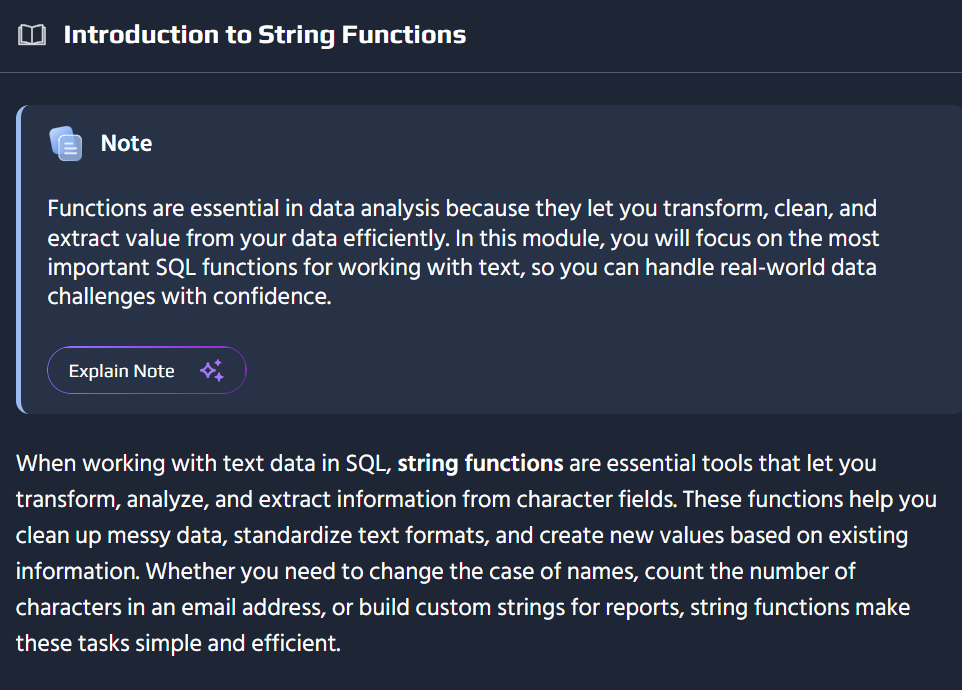 Introduction to String Functions
Note
Functions are essential in data analysis because they let you transform, clean, and
extract value from your data efficiently. In this module, you will focus on the most
important SQL functions for working with text, so you can handle real-world data
challenges with confidence.
Explain Note
When working with text data in SQL, string functions are essential tools that let you
transform, analyze, and extract information from character fields. These functions help you
clean up messy data, standardize text formats, and create new values based on existing
information. Whether you need to change the case of names, count the number of
characters in an email address, or build custom strings for reports, string functions make
these tasks simple and efficient.